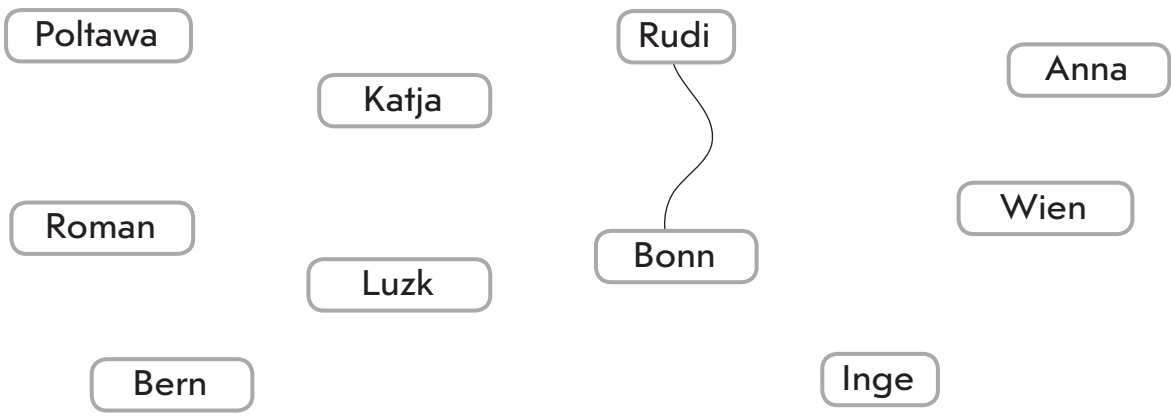 Poltawa
Rudi
Anna
Katja
Roman
Wien
Bonn
Luzk
Bern
Inge